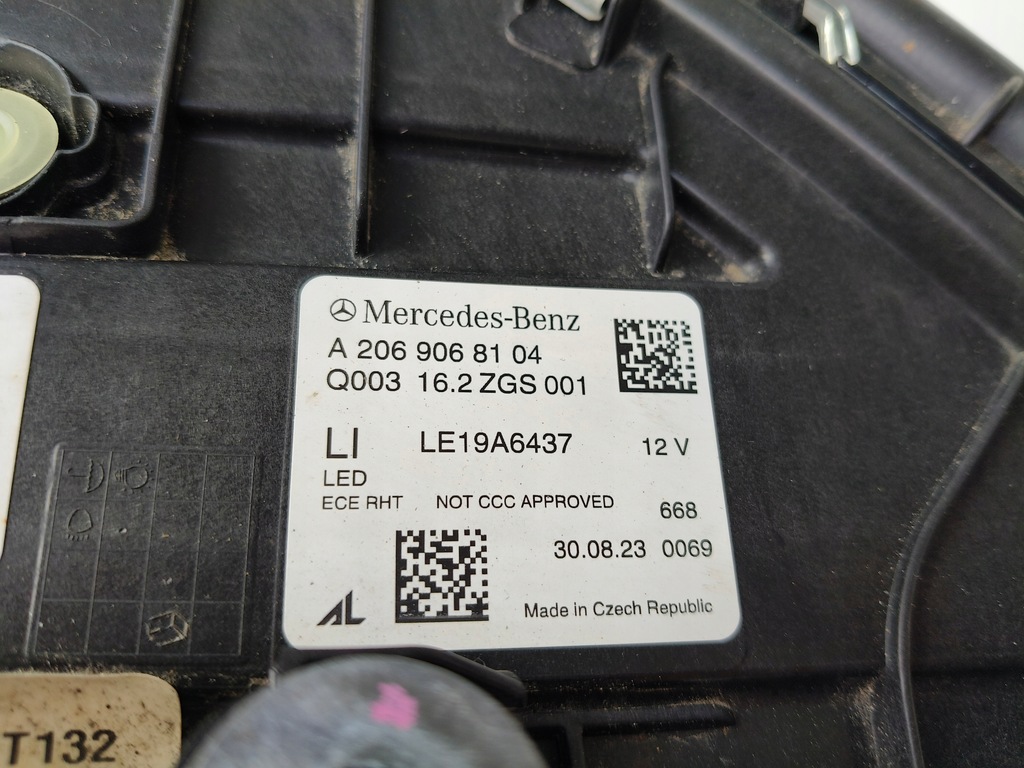 Mercedes-Benz
A 206 906 81 04
Q003 16.2 ZGS 001
LI LE19A6437 12 V
LED
ECE RHT NOT CCC APPROVED 668
30.08.23 0069
AL Made in Czech Republic
T132